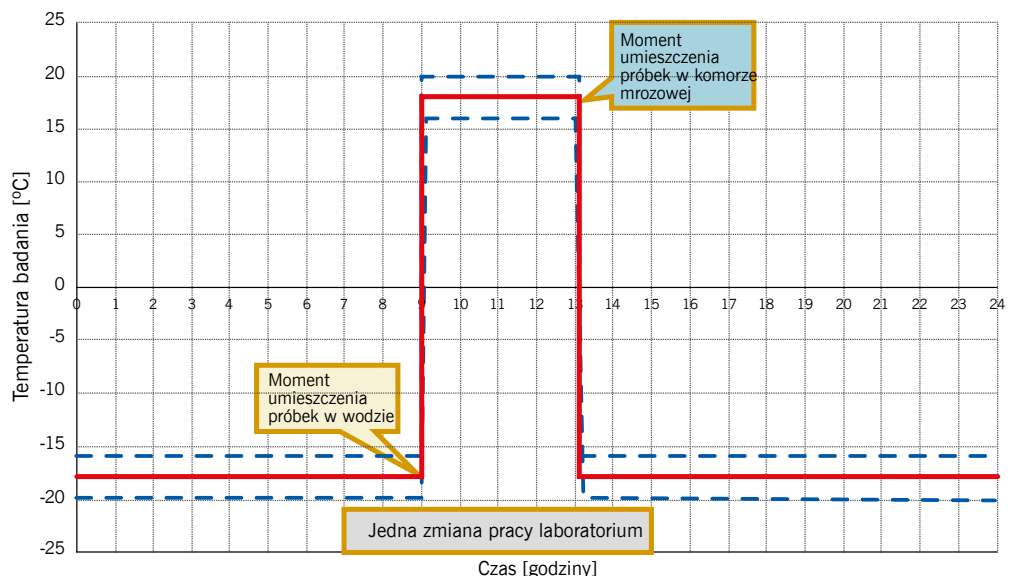 25
20
15
10
5
0
-5
-10
-15
-20
-25
Temperatura badania [ºC]
Moment
umieszczenia
próbek w komorze
mrozowej
0 1 2 3 4 5 6 7 8 9 10 11 12 13 14 15 16 17 18 19 20 21 22 23 24
Moment
umieszczenia
próbek w wodzie
Jedna zmiana pracy laboratorium
Czas [godziny]